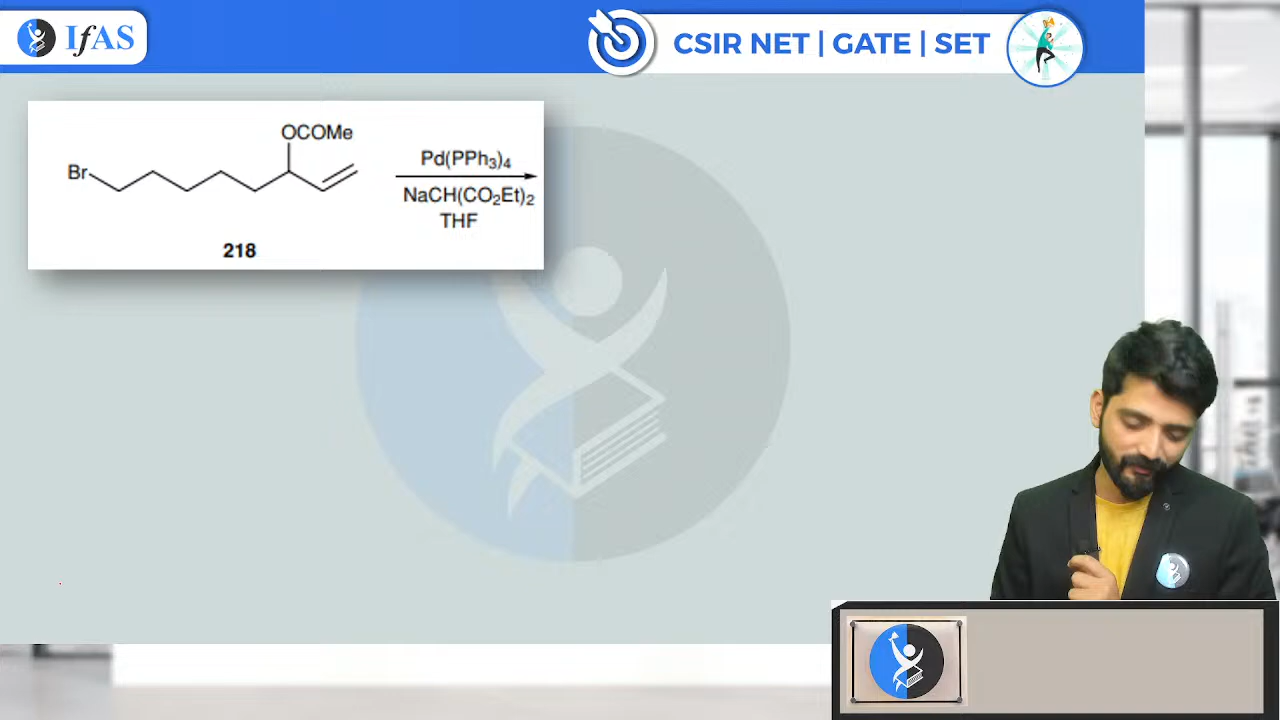 IfAS
CSIR NET | GATE | SET
OCOMe
Br
Pd(PPh₃)₄
NaCH(CO₂Et)₂
THF
218